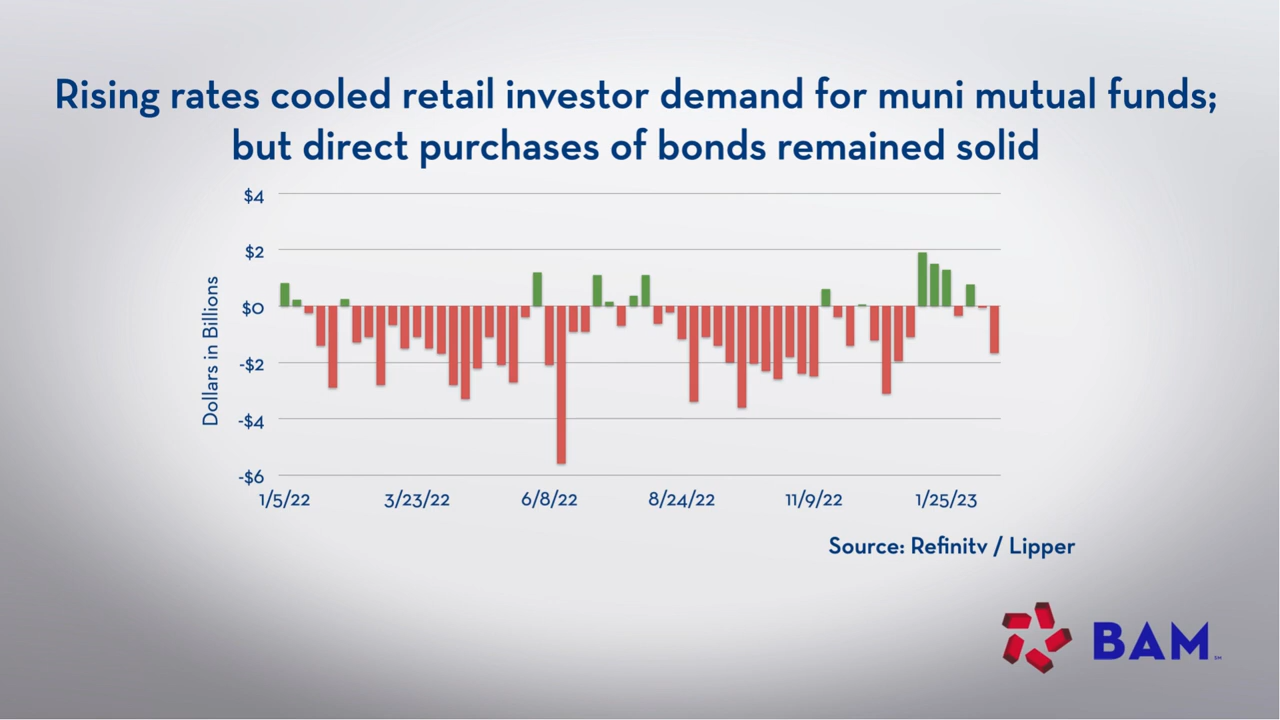 Rising rates cooled retail investor demand for muni mutual funds;
but direct purchases of bonds remained solid
$4
$2
$0
-$2
-$4
-$6
Dollars in Billions
1/5/22 3/23/22 6/8/22 8/24/22 11/9/22 1/25/23
Source: Refinitv / Lipper
BAM